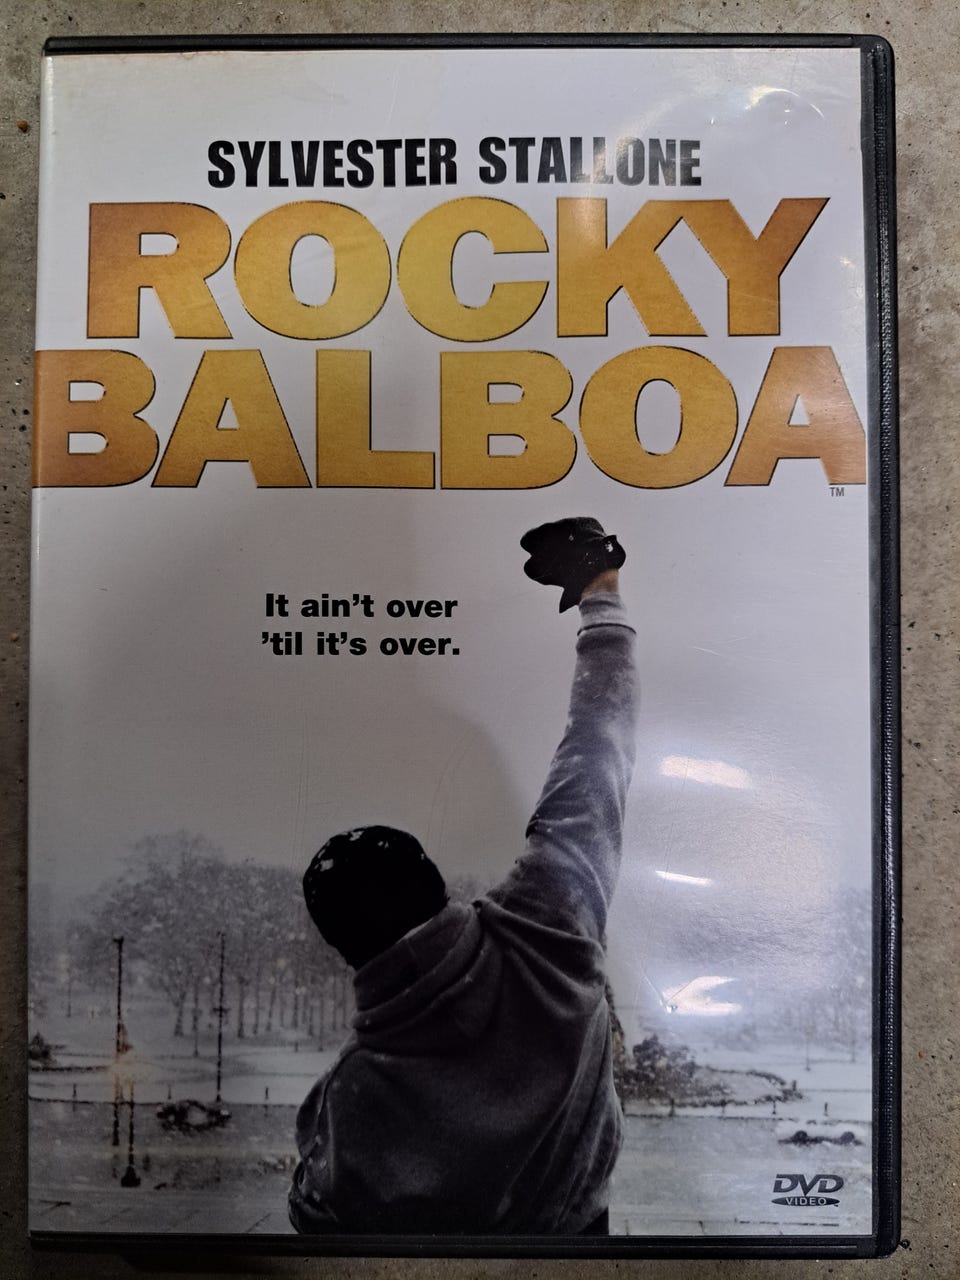 SYLVESTER STALLONE
ROCKY
BALBOA
TM
It ain't over
'til it's over.
DVD
VIDEO